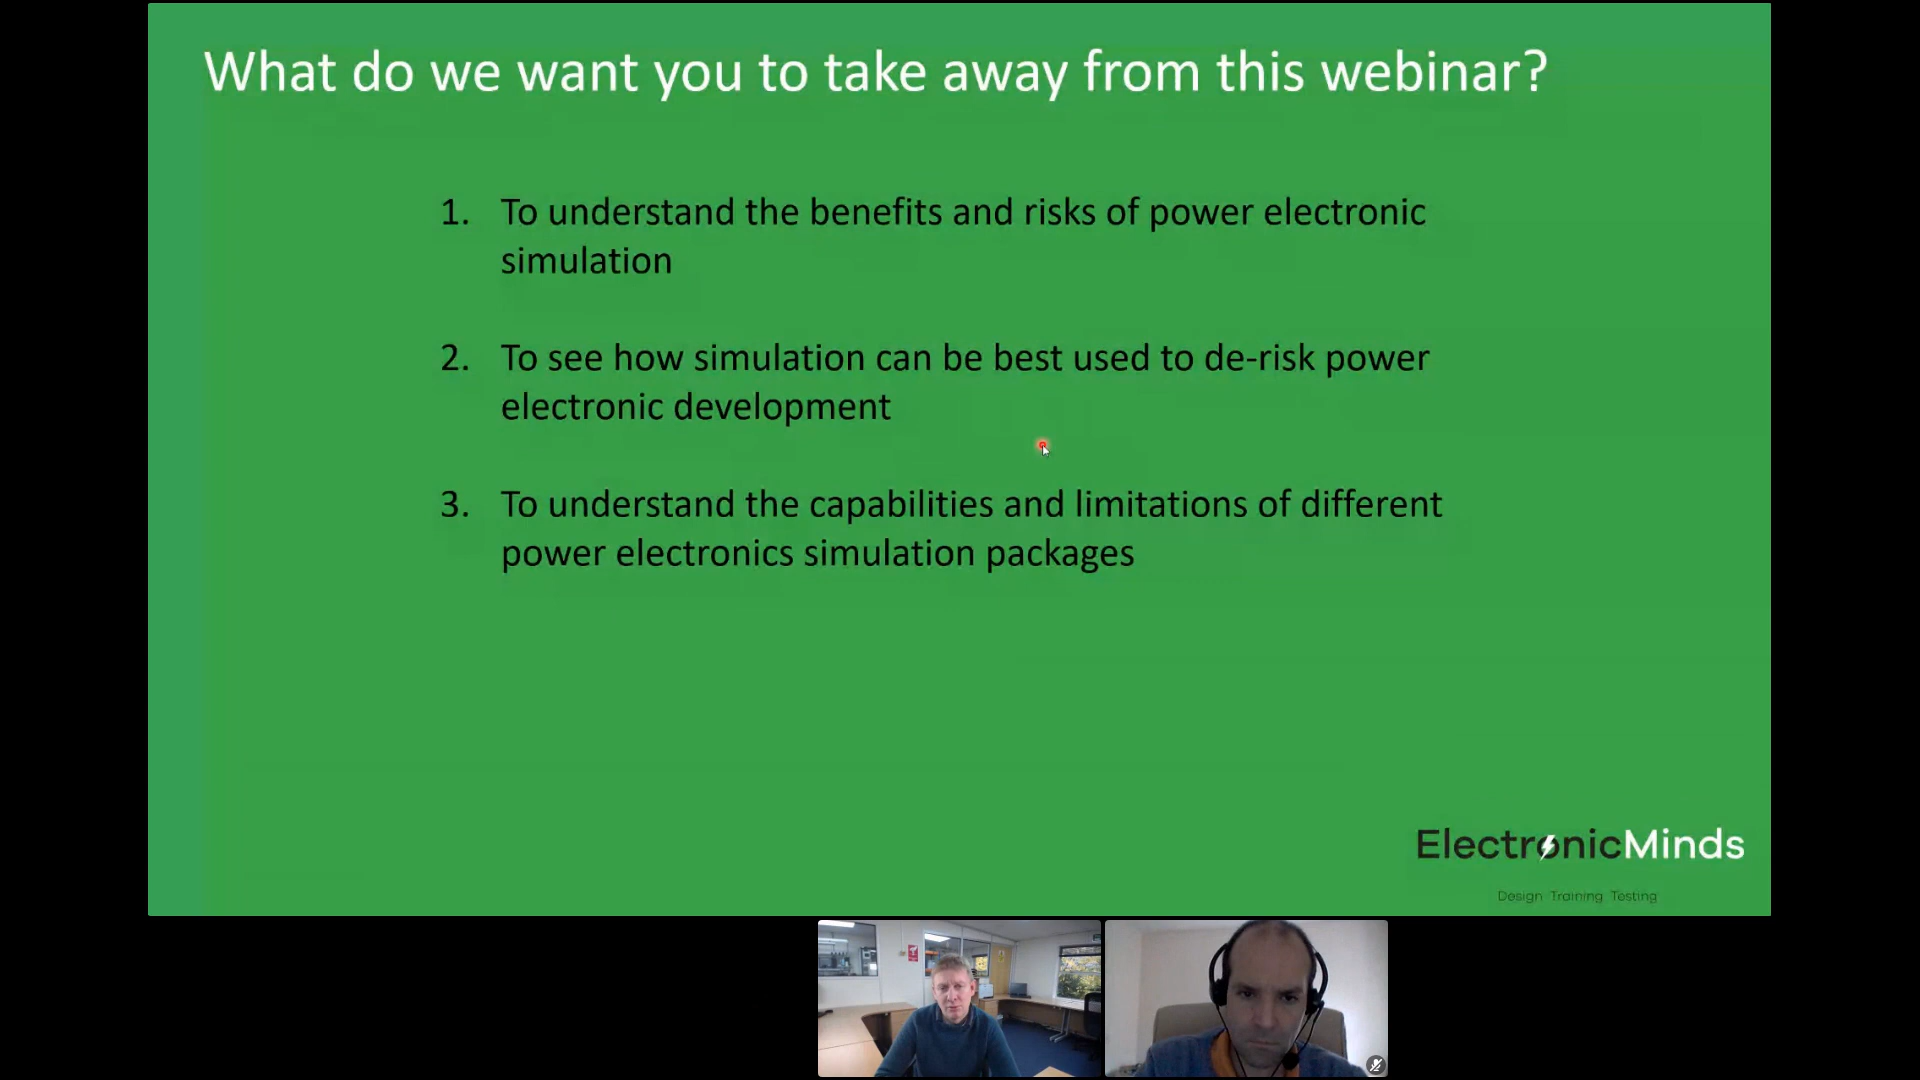 What do we want you to take away from this webinar?
1. To understand the benefits and risks of power electronic
simulation
2. To see how simulation can be best used to de-risk power
electronic development
3. To understand the capabilities and limitations of different
power electronics simulation packages
ElectronicMinds
Design Training Testing